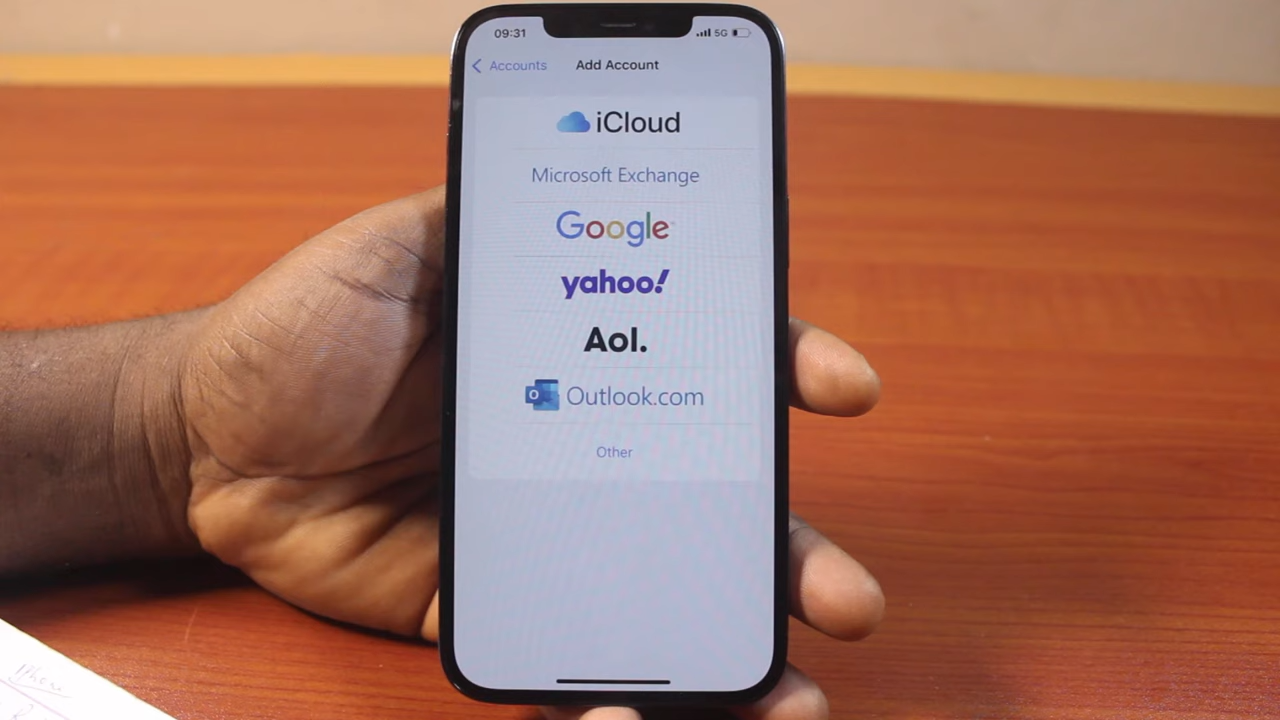 09:31 5G
Accounts Add Account
iCloud
Microsoft Exchange
Google
yahoo!
Aol.
Outlook.com
Other